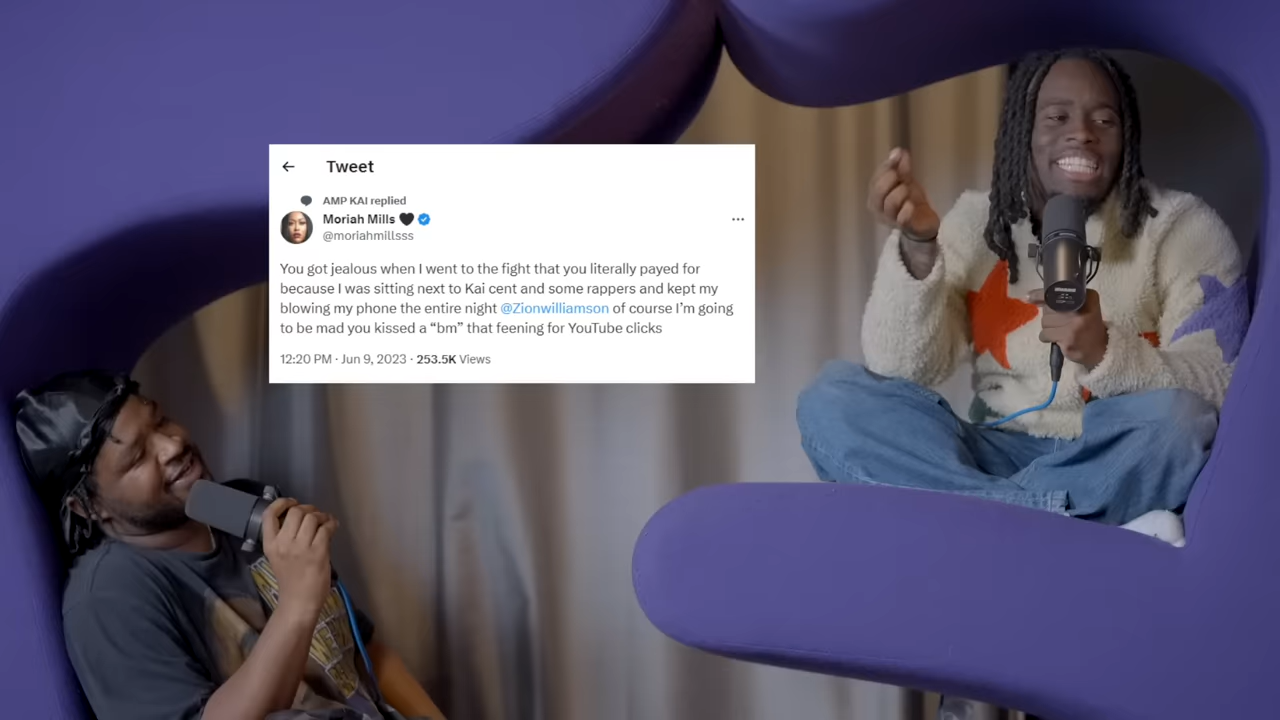 Tweet
AMP KAI replied
Moriah Mills 🖤
@moriahmillsss
You got jealous when I went to the fight that you literally payed for
because I was sitting next to Kai cent and some rappers and kept my
blowing my phone the entire night @Zionwilliamson of course I’m going
to be mad you kissed a “bm” that feening for YouTube clicks
12:20 PM · Jun 9, 2023 · 253.5K Views